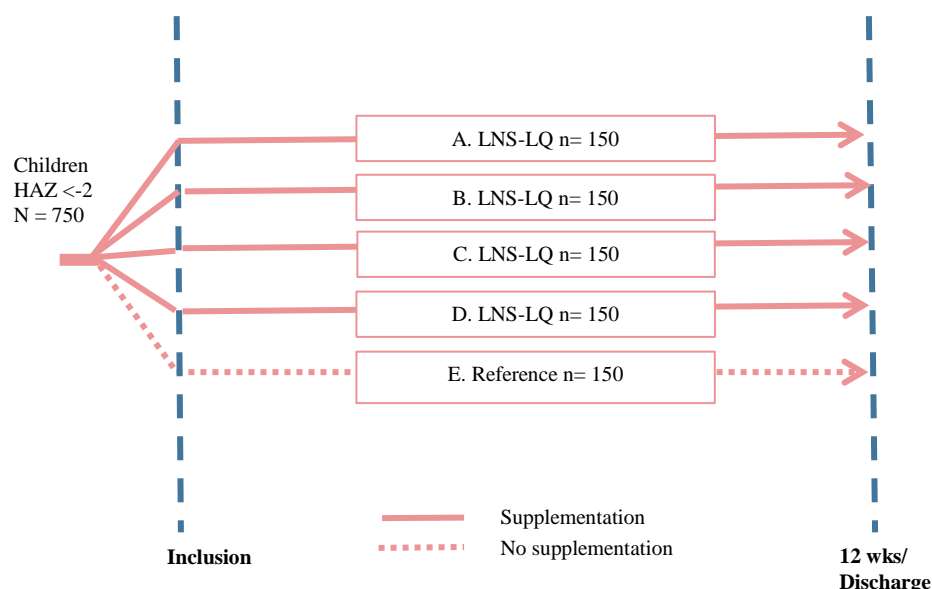 Children
HAZ <-2
N = 750
A. LNS-LQ n= 150
B. LNS-LQ n= 150
C. LNS-LQ n= 150
D. LNS-LQ n= 150
E. Reference n= 150
Supplementation
No supplementation
Inclusion
12 wks/
Discharge